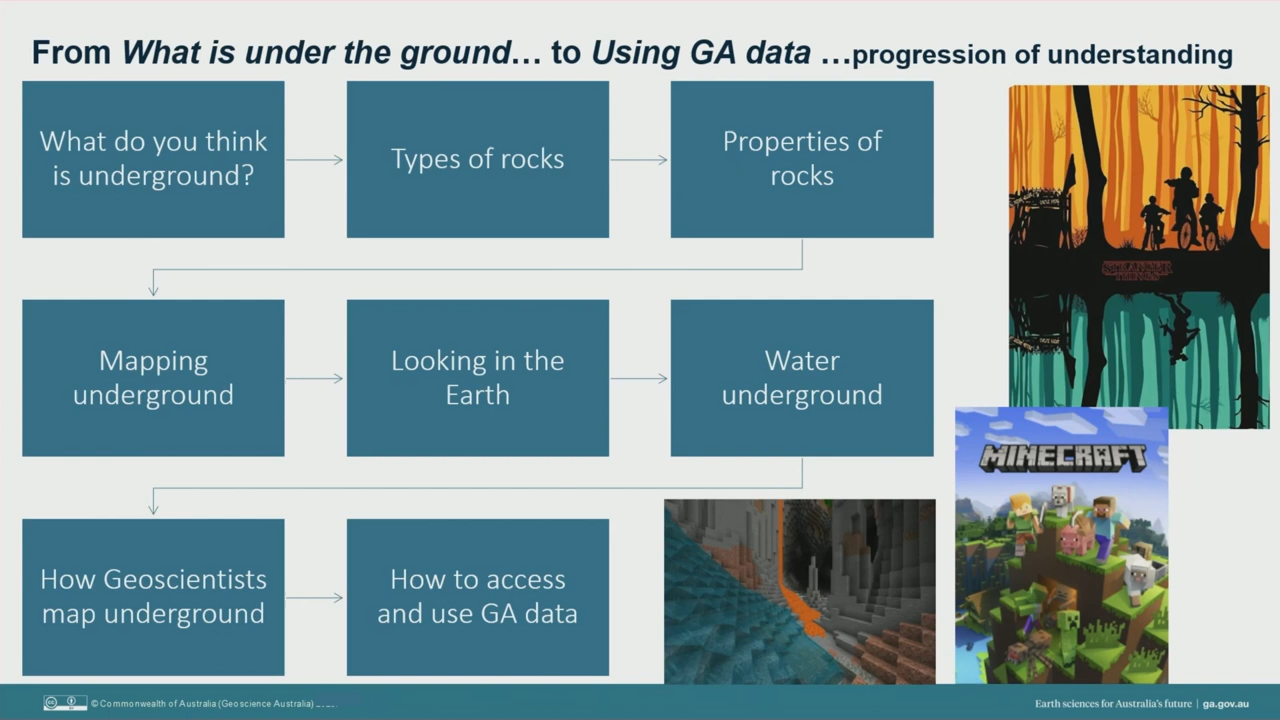 From What is under the ground… to Using GA data …progression of understanding
What do you think
is underground?
Types of rocks
Properties of
rocks
Mapping
underground
Looking in the
Earth
Water
underground
How Geoscientists
map underground
How to access
and use GA data
STRANGER
THINGS
MINECRAFT
© Commonwealth of Australia (Geoscience Australia)
Earth sciences for Australia's future | ga.gov.au